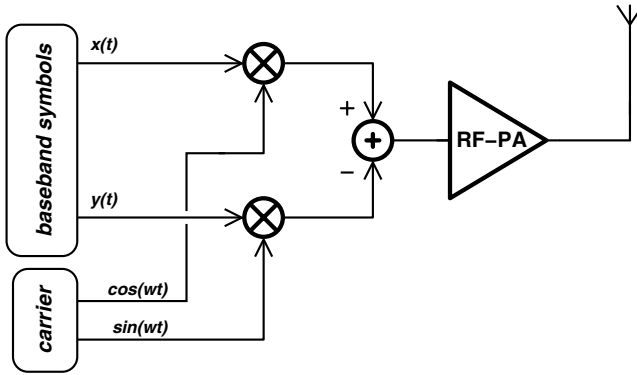 baseband symbols
x(t)
y(t)
+
−
+
RF−PA
carrier
cos(wt)
sin(wt)